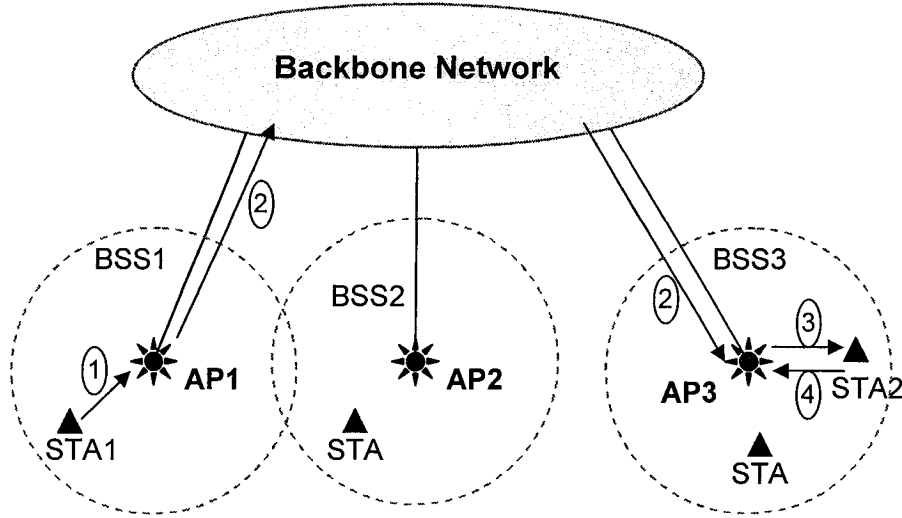 Backbone Network
2
BSS1
BSS2
BSS3
2
3
1
AP1
AP2
AP3
4
STA2
STA1
STA
STA